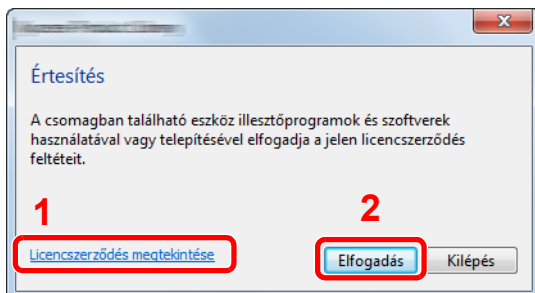 Értesítés
A csomagban található eszköz illesztőprogramok és szoftverek
használatával vagy telepítésével elfogadja a jelen licencszerződés
feltéteit.
1
2
Licencszerződés megtekintése
Elfogadás
Kilépés